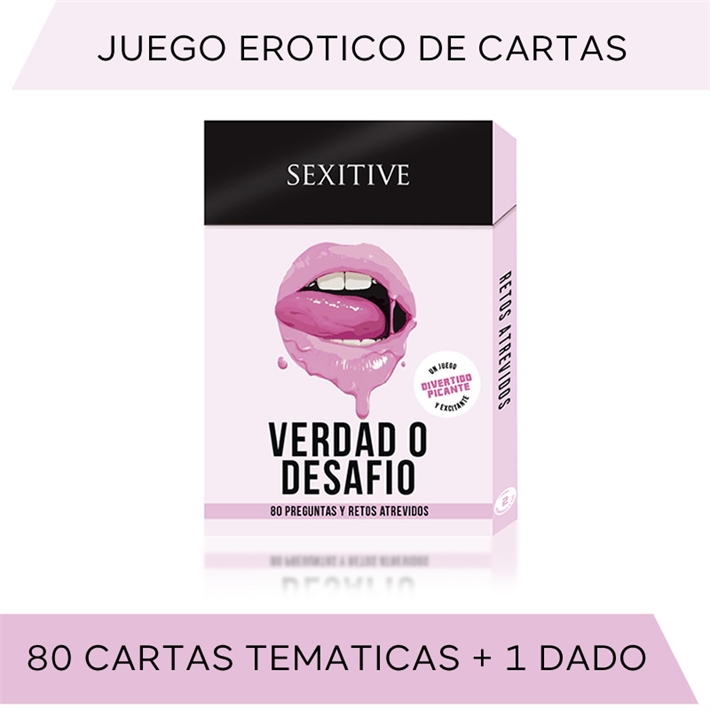 JUEGO EROTICO DE CARTAS
SEXITIVE
RETOS ATREVIDOS
UN JUEGO
DIVERTIDO
PICANTE
Y EXCITANTE
VERDAD O
DESAFIO
80 PREGUNTAS Y RETOS ATREVIDOS
80 CARTAS TEMATICAS + 1 DADO